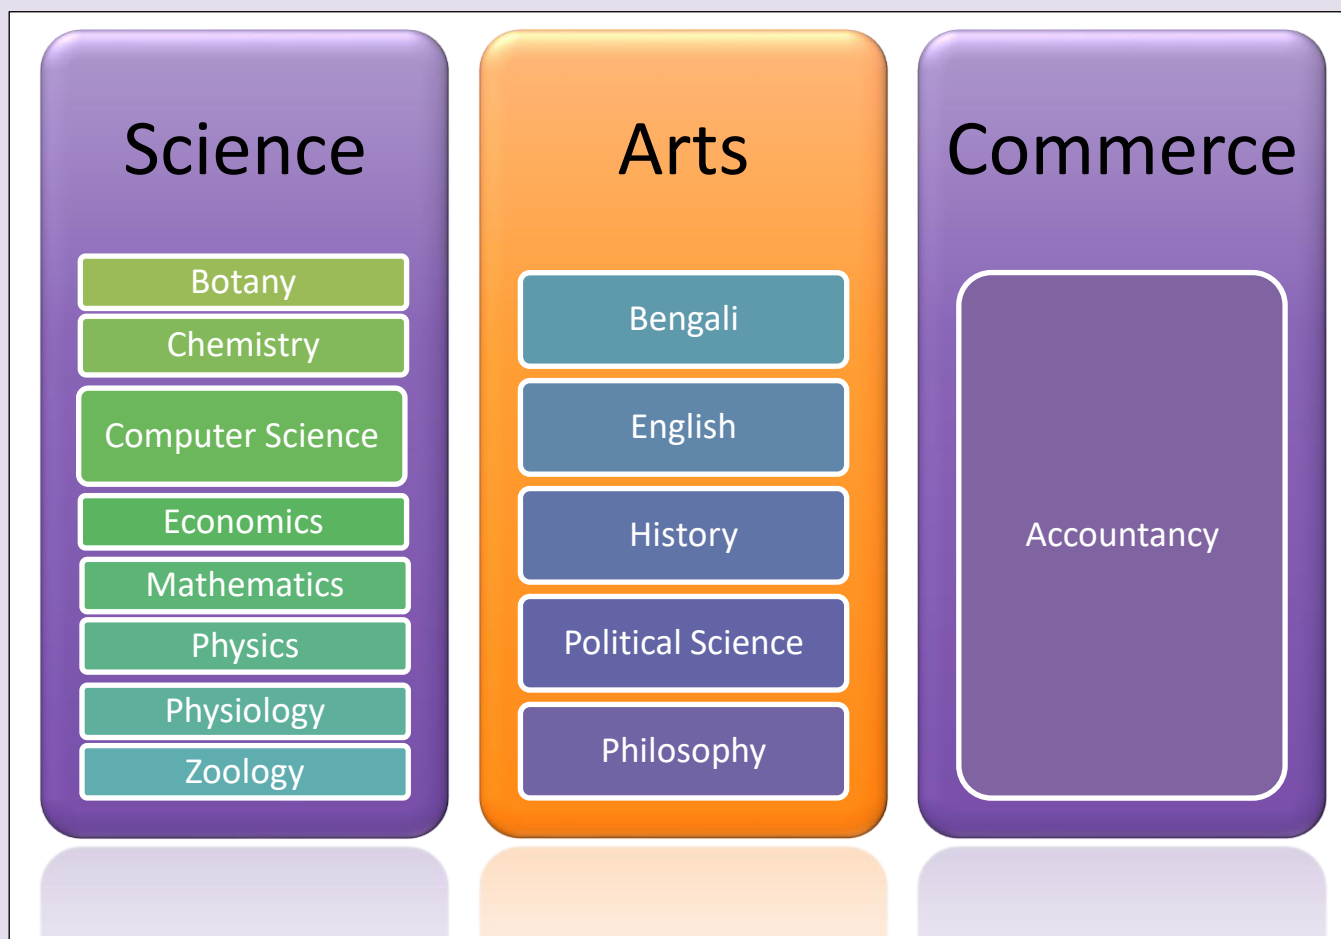 Science
Botany
Chemistry
Computer Science
Economics
Mathematics
Physics
Physiology
Zoology
Arts
Bengali
English
History
Political Science
Philosophy
Commerce
Accountancy